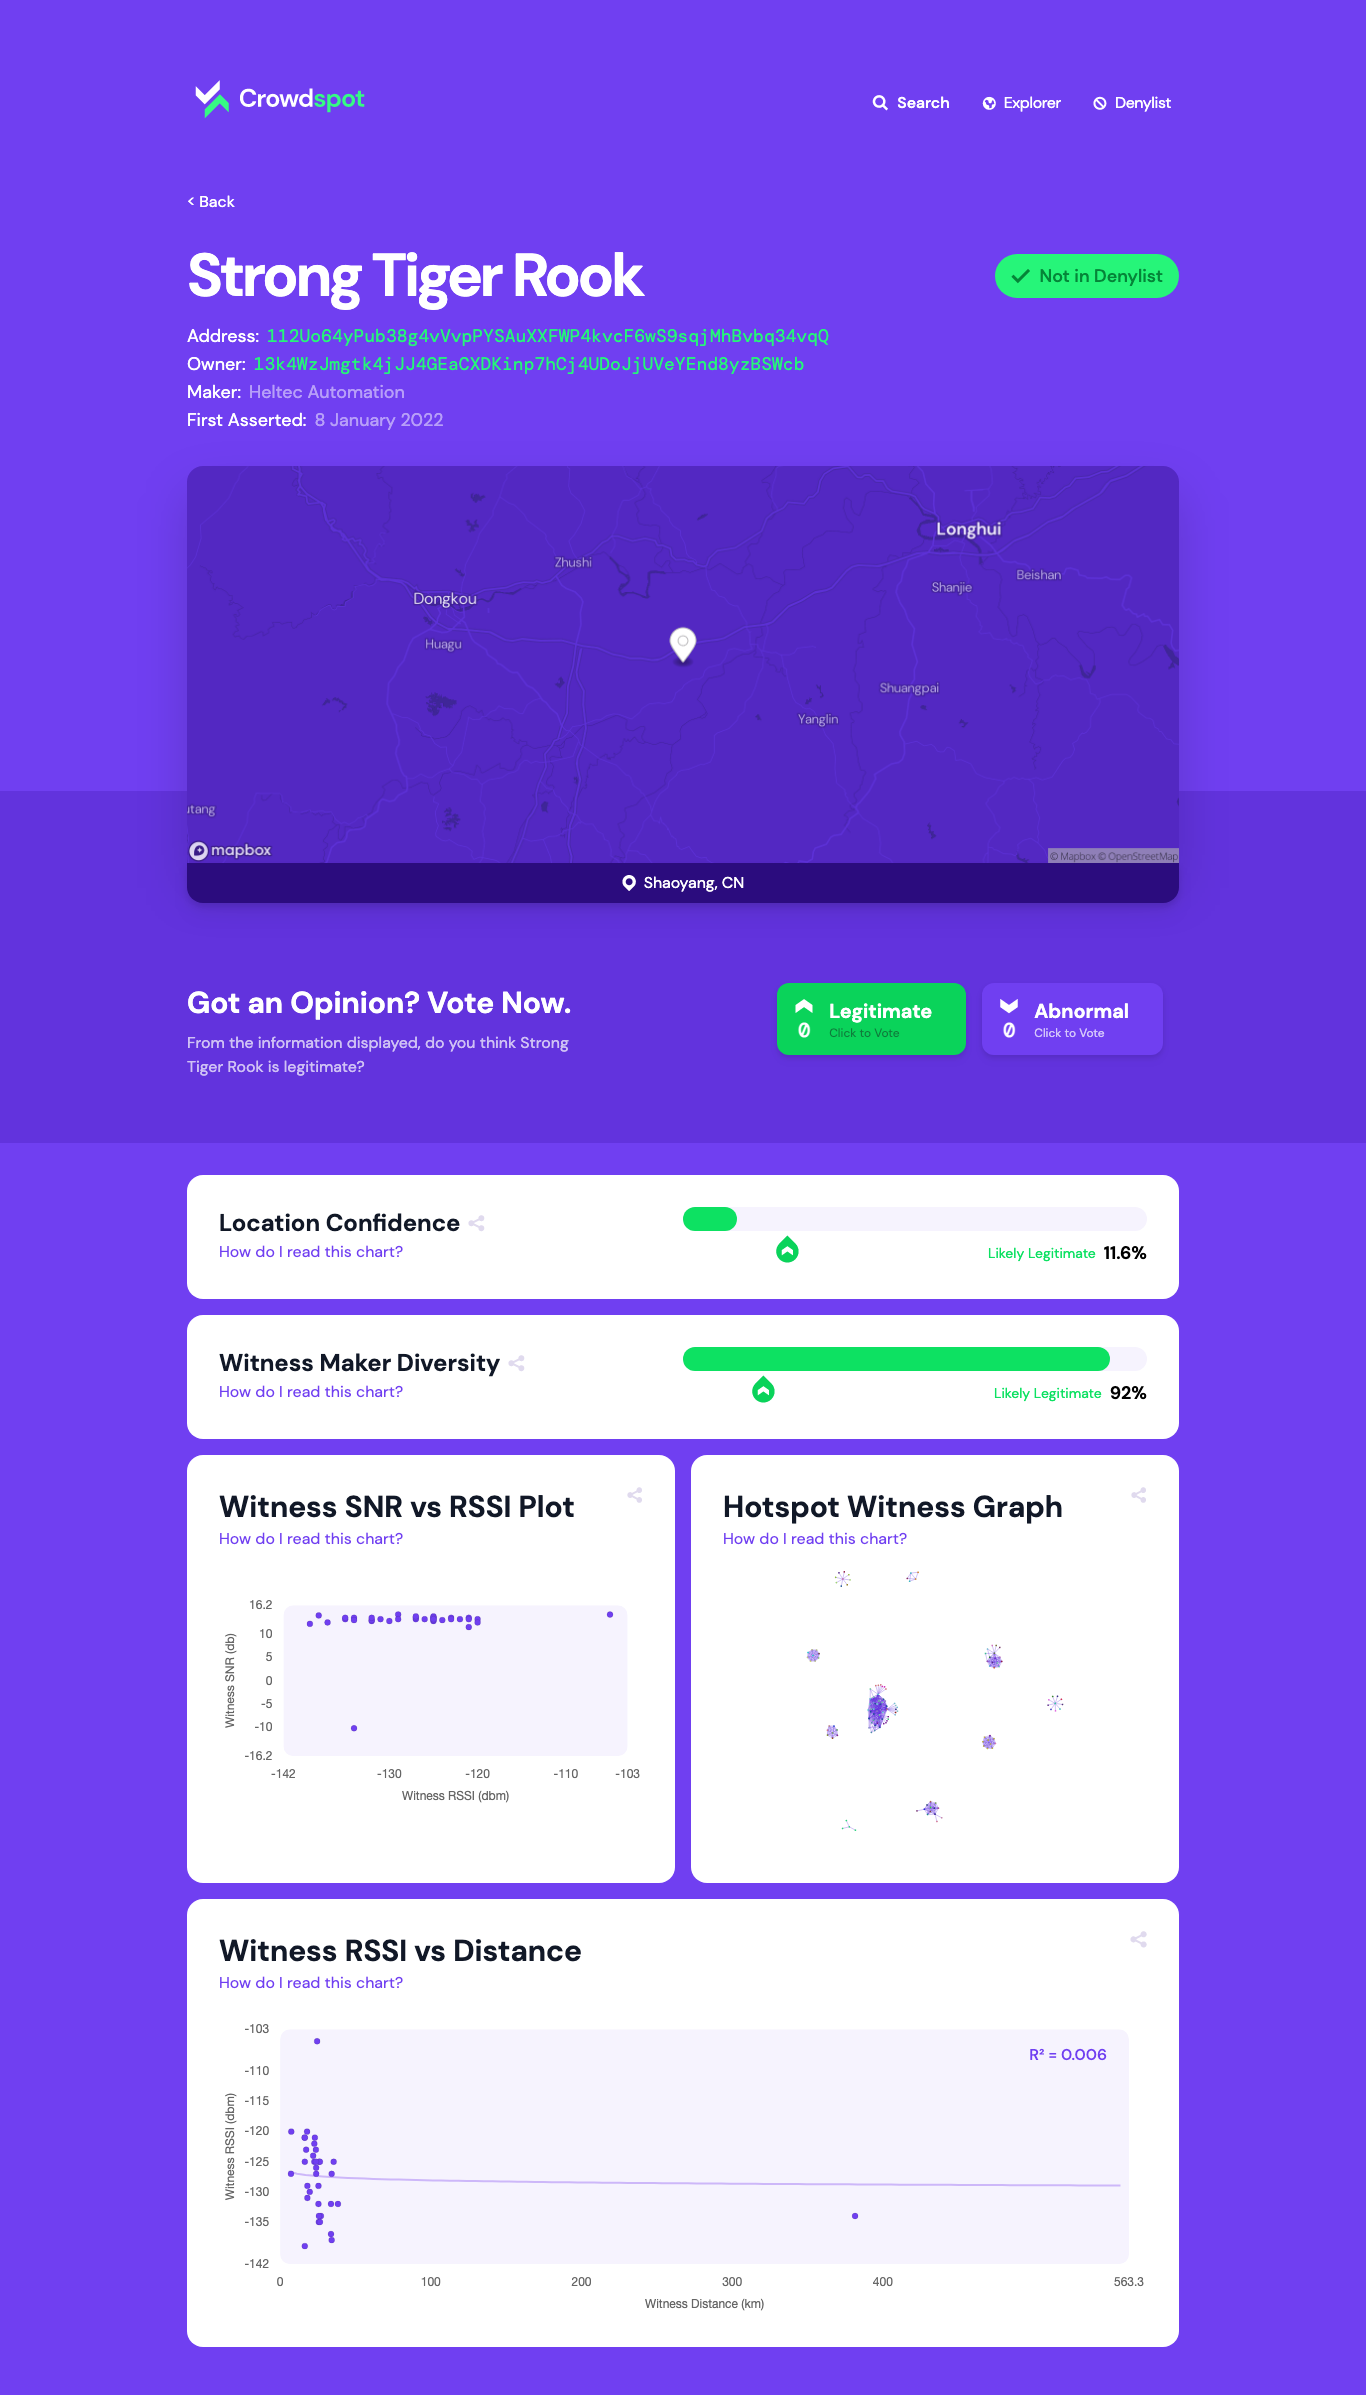 Crowdspot
Search
Explorer
Denylist
< Back
Strong Tiger Rook
Not in Denylist
Address: 112Uo64yPub38g4vVvpPYSAuXXFWP4kvcF6wS9sqjMhBvbq34vqQ
Owner: 13k4WzJmgtk4jJJ4GEaCXDKinp7hCj4UDoJjUVeYEnd8yzBSWcb
Maker: Heltec Automation
First Asserted: 8 January 2022
Longhui
Zhushi
Beishan
Shanjie
Dongkou
Huagu
Shuangpai
Yanglin
utang
mapbox
© Mapbox © OpenStreetMap
Shaoyang, CN
Got an Opinion? Vote Now.
From the information displayed, do you think Strong
Tiger Rook is legitimate?
Legitimate
0
Click to Vote
Abnormal
0
Click to Vote
Location Confidence
How do I read this chart?
Likely Legitimate 11.6%
Witness Maker Diversity
How do I read this chart?
Likely Legitimate 92%
Witness SNR vs RSSI Plot
How do I read this chart?
16.2
10
5
0
-5
-10
-16.2
Witness SNR (db)
-142
-130
-120
-110
-103
Witness RSSI (dbm)
Hotspot Witness Graph
How do I read this chart?
Witness RSSI vs Distance
How do I read this chart?
R² = 0.006
-103
-110
-115
-120
-125
-130
-135
-142
Witness RSSI (dbm)
0
100
200
300
400
563.3
Witness Distance (km)